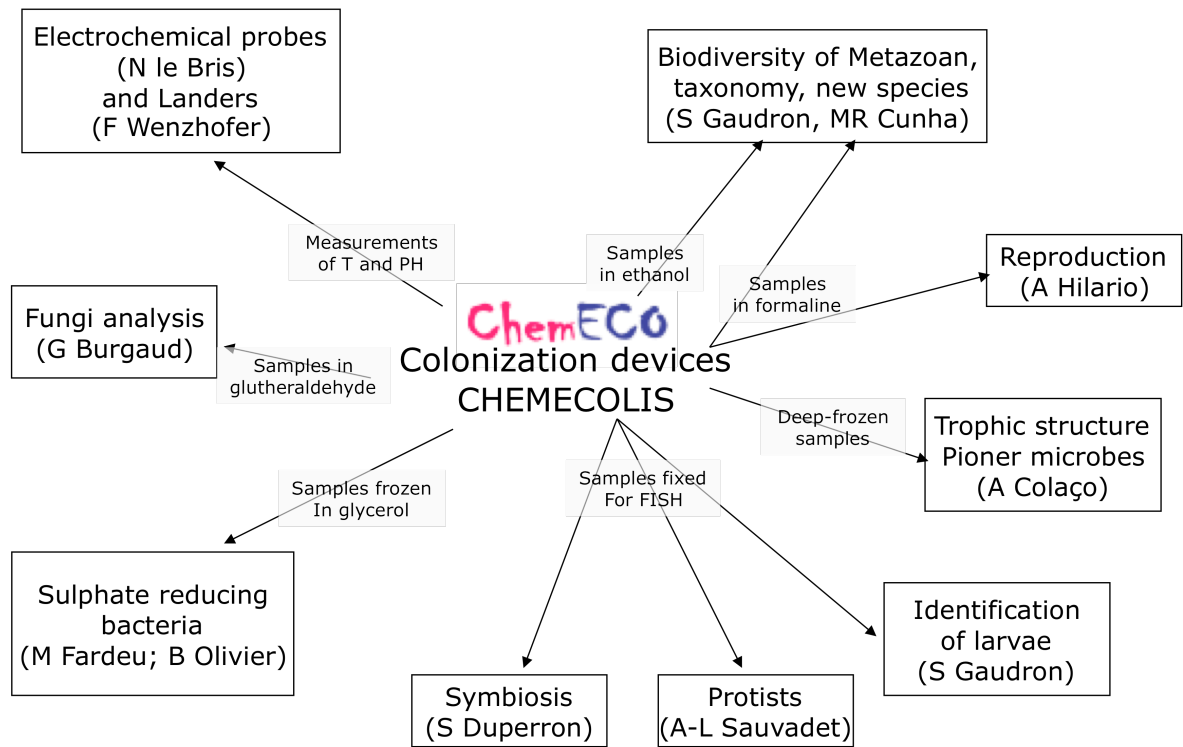 Electrochemical probes
(N le Bris)
and Landers
(F Wenzhofer)
Biodiversity of Metazoan,
taxonomy, new species
(S Gaudron, MR Cunha)
Measurements
of T and PH
Samples
in ethanol
Samples
in formaline
Reproduction
(A Hilario)
Fungi analysis
(G Burgaud)
Samples in
glutheraldehyde
ChemECO
Colonization devices
CHEMECOLIS
Deep-frozen
samples
Trophic structure
Pioner microbes
(A Colaço)
Samples frozen
In glycerol
Samples fixed
For FISH
Sulphate reducing
bacteria
(M Fardeu; B Olivier)
Symbiosis
(S Duperron)
Protists
(A-L Sauvadet)
Identification
of larvae
(S Gaudron)